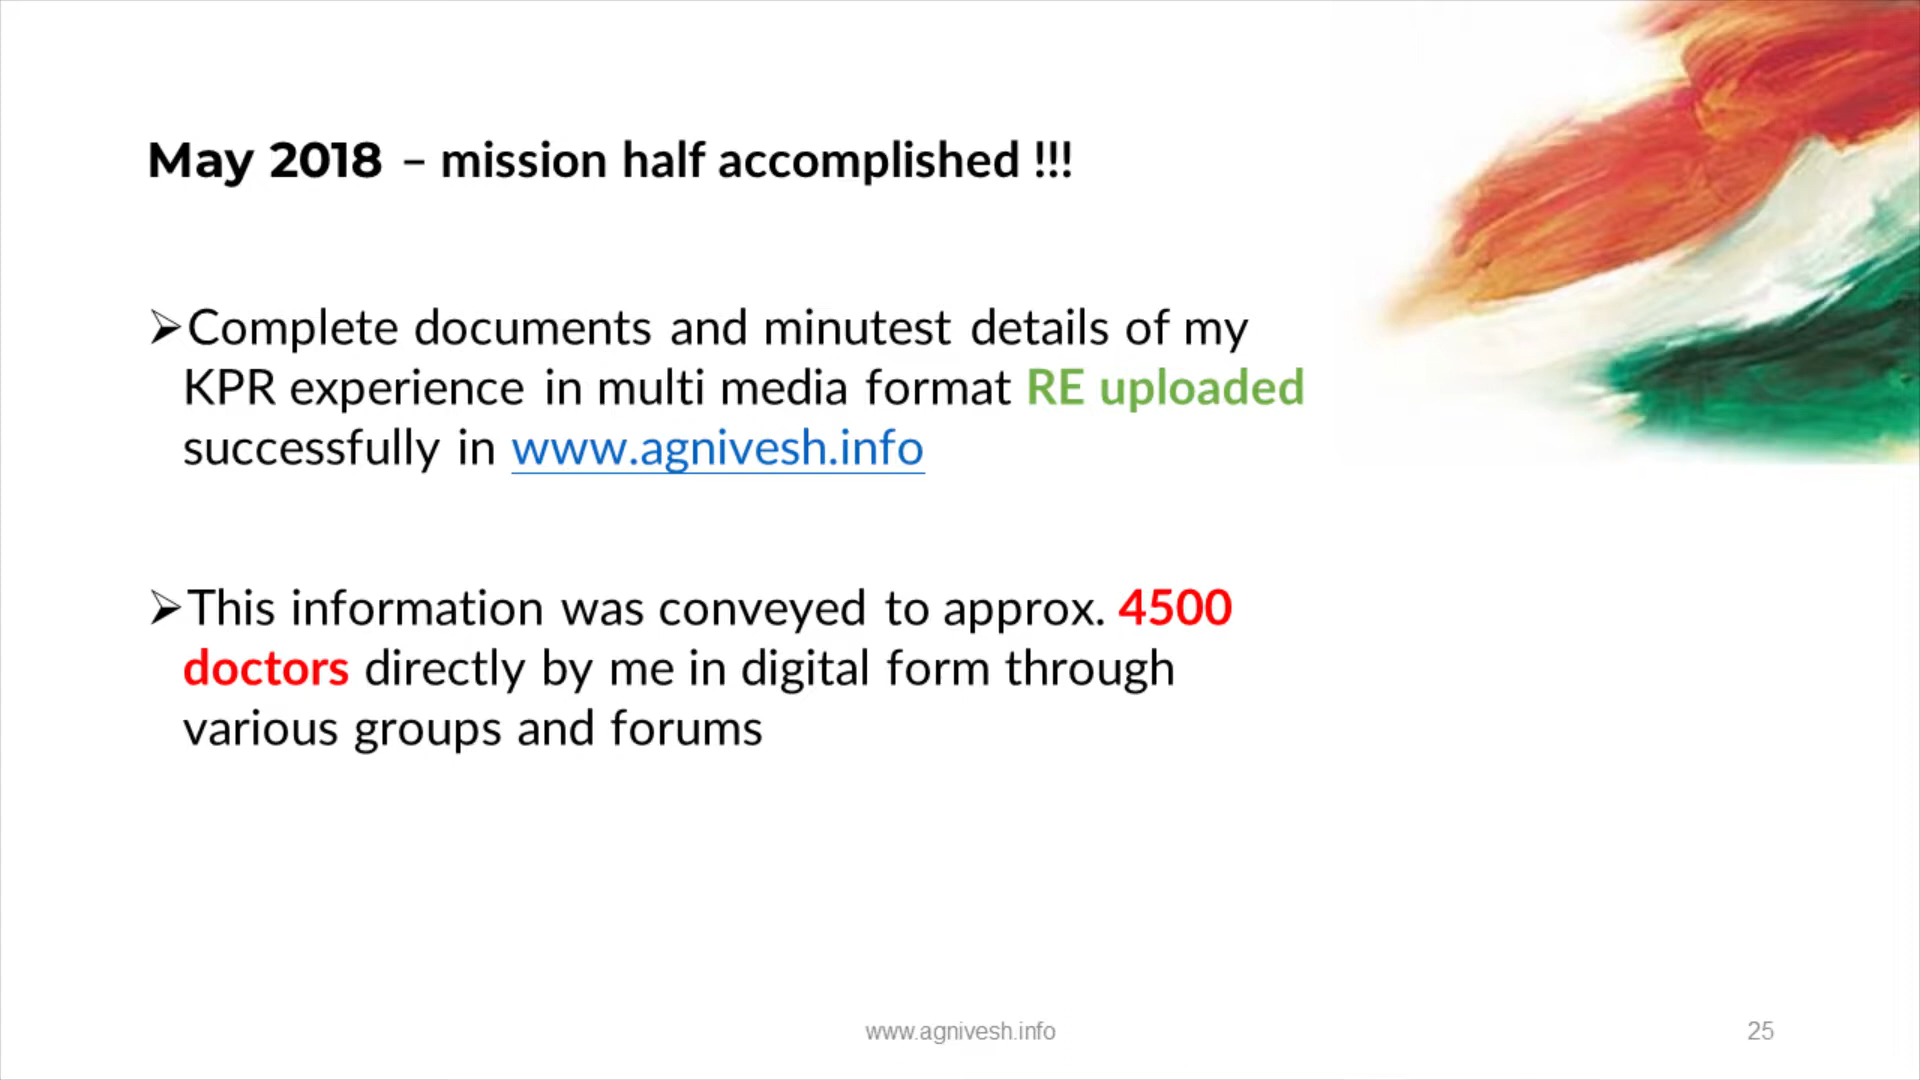 May 2018 – mission half accomplished !!!
➢Complete documents and minutest details of my
KPR experience in multi media format RE uploaded
successfully in www.agnivesh.info
➢This information was conveyed to approx. 4500
doctors directly by me in digital form through
various groups and forums
www.agnivesh.info
25